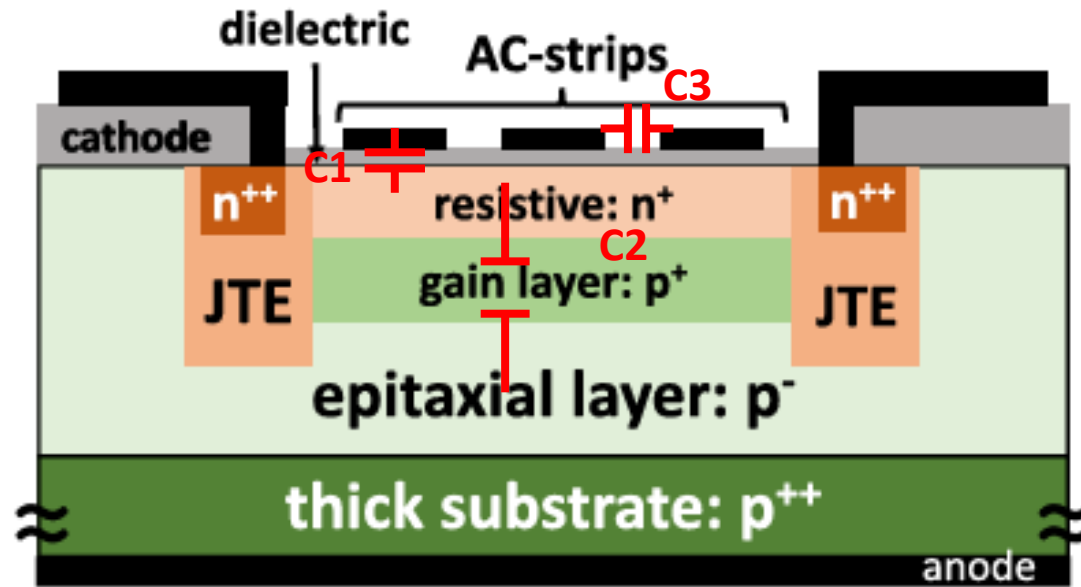 dielectric
AC-strips
C3
cathode
C1
n++
resistive: n+
n++
C2
gain layer: p+
JTE
JTE
epitaxial layer: p-
thick substrate: p++
anode